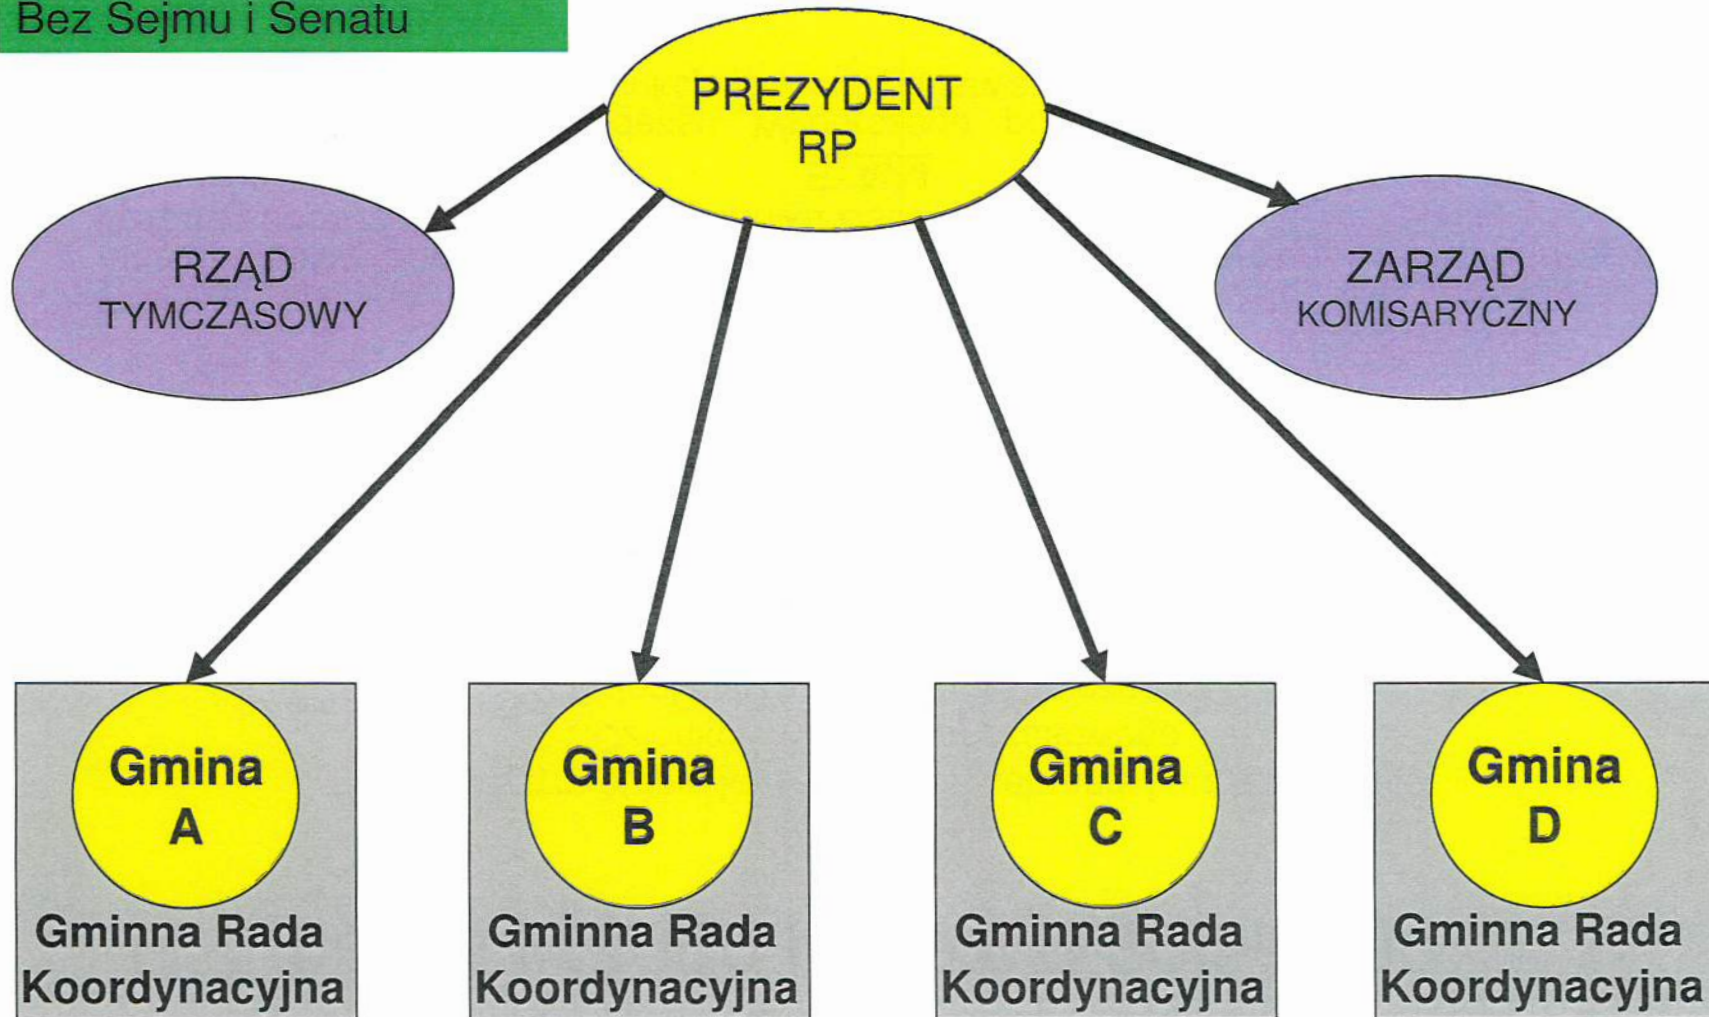 Bez Sejmu i Senatu
PREZYDENT
RP
RZĄD
TYMCZASOWY
ZARZĄD
KOMISARYCZNY
Gmina
A
Gminna Rada
Koordynacyjna
Gmina
B
Gminna Rada
Koordynacyjna
Gmina
C
Gminna Rada
Koordynacyjna
Gmina
D
Gminna Rada
Koordynacyjna